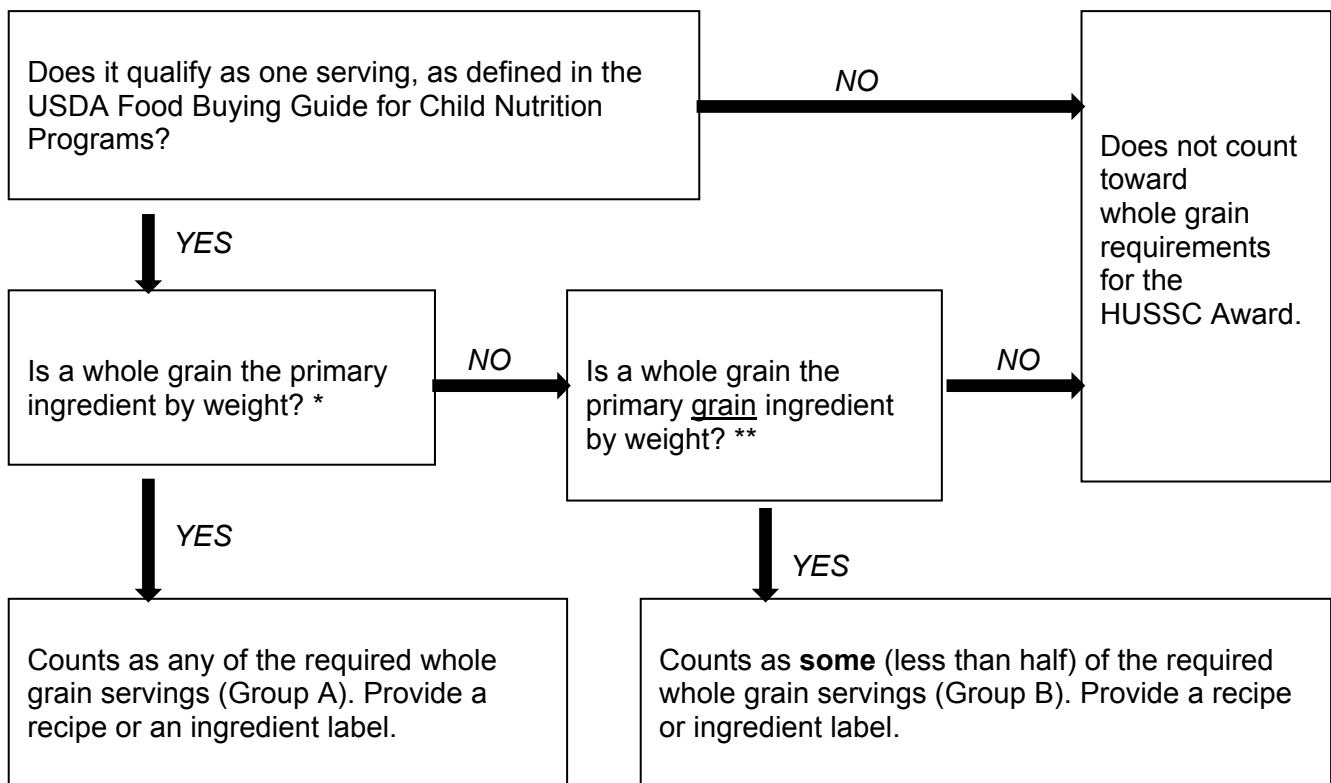 Does it qualify as one serving, as defined in the
USDA Food Buying Guide for Child Nutrition
Programs?
NO
Does not count
toward
whole grain
requirements
for the
HUSSC Award.
YES
Is a whole grain the primary
ingredient by weight? *
NO
Is a whole grain the
primary grain ingredient
by weight? **
NO
YES
YES
Counts as any of the required whole
grain servings (Group A). Provide a
recipe or an ingredient label.
Counts as some (less than half) of the required
whole grain servings (Group B). Provide a recipe
or ingredient label.